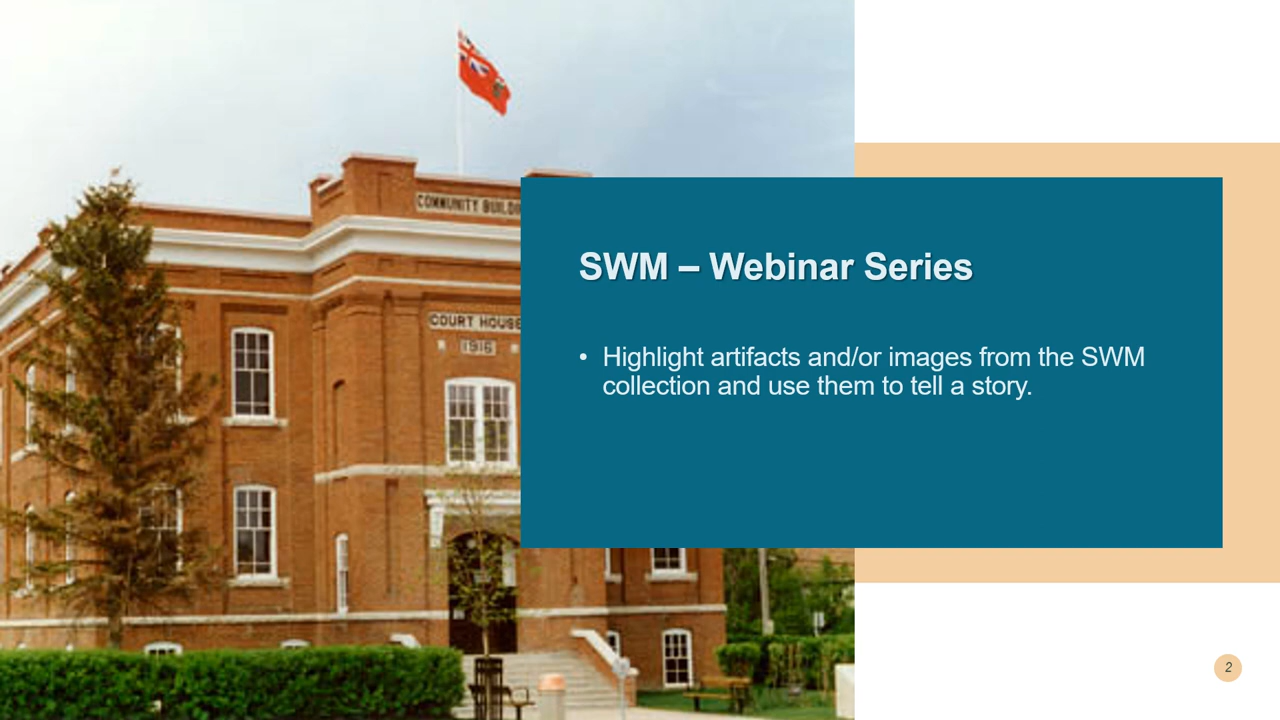 COMMUNITY
COURT HOUSE
1916
SWM – Webinar Series
• Highlight artifacts and/or images from the SWM
collection and use them to tell a story.
2